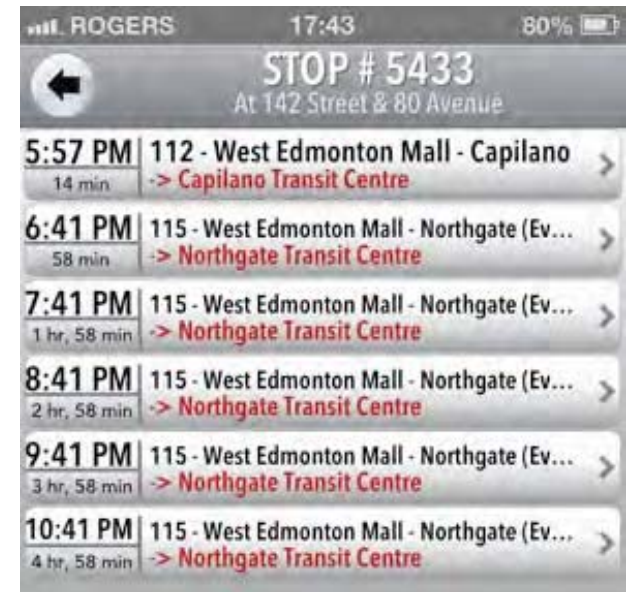 ROGERS 17:43 80%
STOP # 5433
At 142 Street & 80 Avenue
5:57 PM 112 - West Edmonton Mall - Capilano
14 min -> Capilano Transit Centre
6:41 PM 115 - West Edmonton Mall - Northgate (Ev...
58 min -> Northgate Transit Centre
7:41 PM 115 - West Edmonton Mall - Northgate (Ev...
1 hr, 58 min -> Northgate Transit Centre
8:41 PM 115 - West Edmonton Mall - Northgate (Ev...
2 hr, 58 min -> Northgate Transit Centre
9:41 PM 115 - West Edmonton Mall - Northgate (Ev...
3 hr, 58 min -> Northgate Transit Centre
10:41 PM 115 - West Edmonton Mall - Northgate (Ev...
4 hr, 58 min -> Northgate Transit Centre